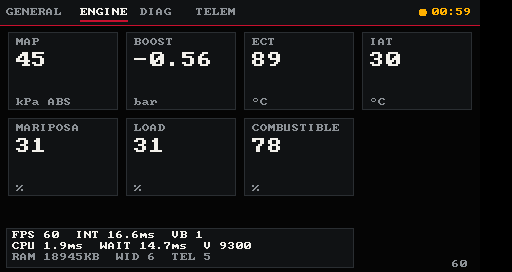 GENERAL ENGINE DIAG TELEM 00:59
MAP BOOST ECT IAT
45 -0.56 89 30
kPa ABS bar °C °C
MARIPOSA LOAD COMBUSTIBLE
31 31 78
% % %
FPS 60 INT 16.6ms VB 1
CPU 1.9ms WAIT 14.7ms V 9300
RAM 18945KB WID 6 TEL 5
60